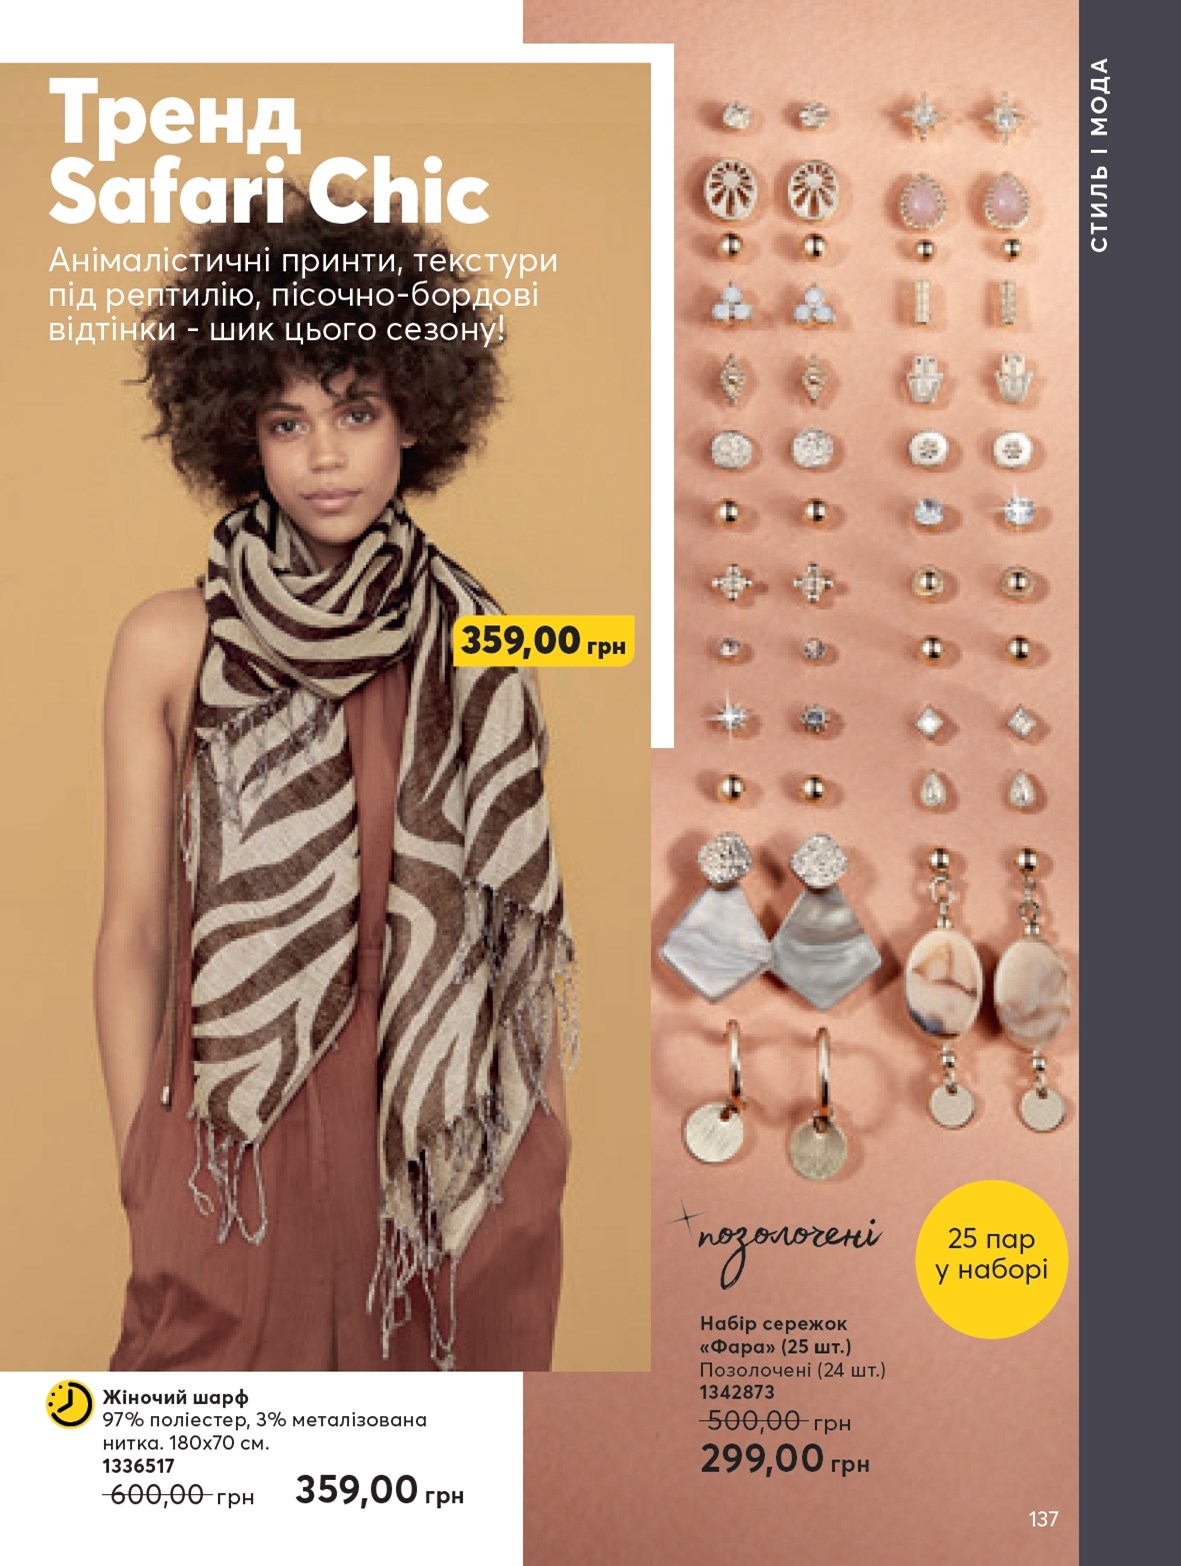 Тренд
Safari Chic
Анімалістичні принти, текстури
під рептилію, пісочно-бордові
відтінки - шик цього сезону!
359,00 грн
СТИЛЬ І МОДА
позолочені
25 пар
у наборі
Набір сережок
«Фара» (25 шт.)
Позолочені (24 шт.)
1342873
500,00 грн
299,00 грн
Жіночий шарф
97% поліестер, 3% металізована
нитка. 180х70 см.
1336517
600,00 грн 359,00 грн
137